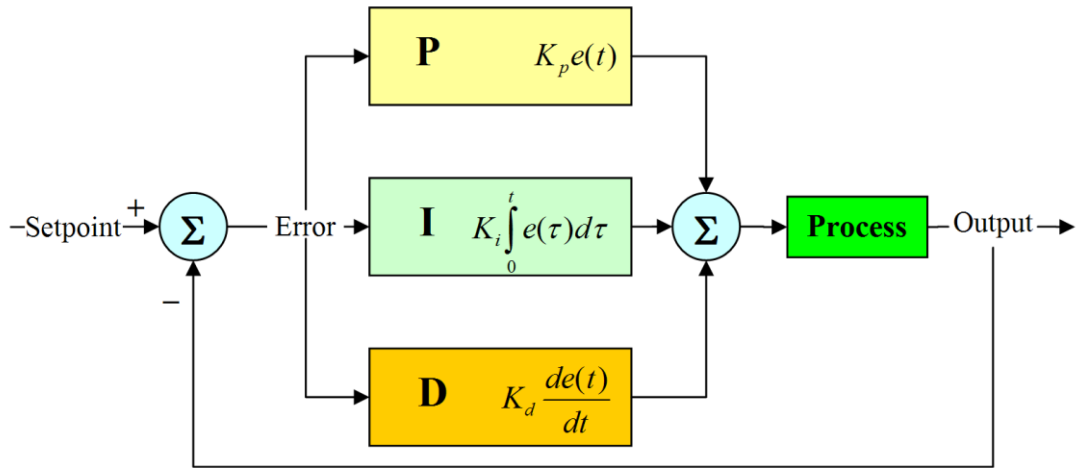 P K_p e(t)
–Setpoint + Σ Error I K_i ∫_0^t e(τ)dτ Σ Process Output
–
D K_d de(t)/dt